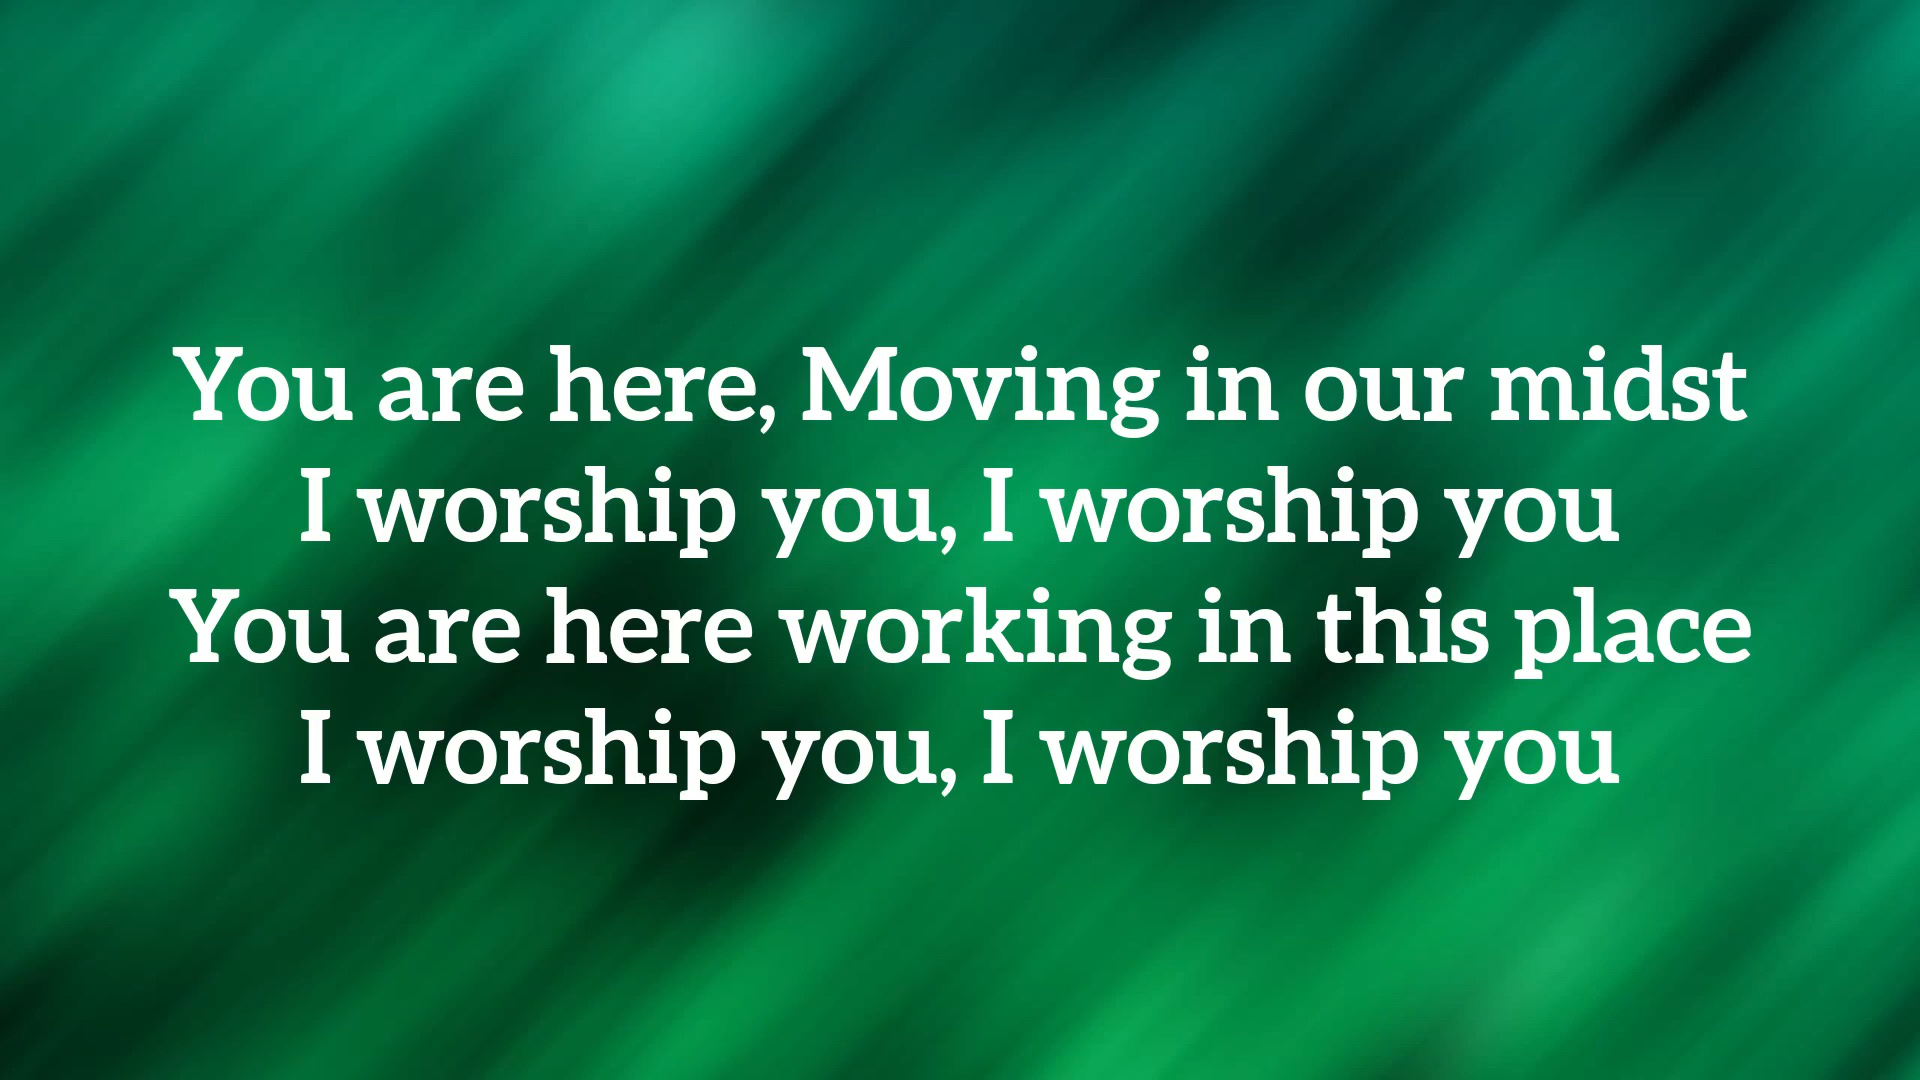 You are here, Moving in our midst
I worship you, I worship you
You are here working in this place
I worship you, I worship you